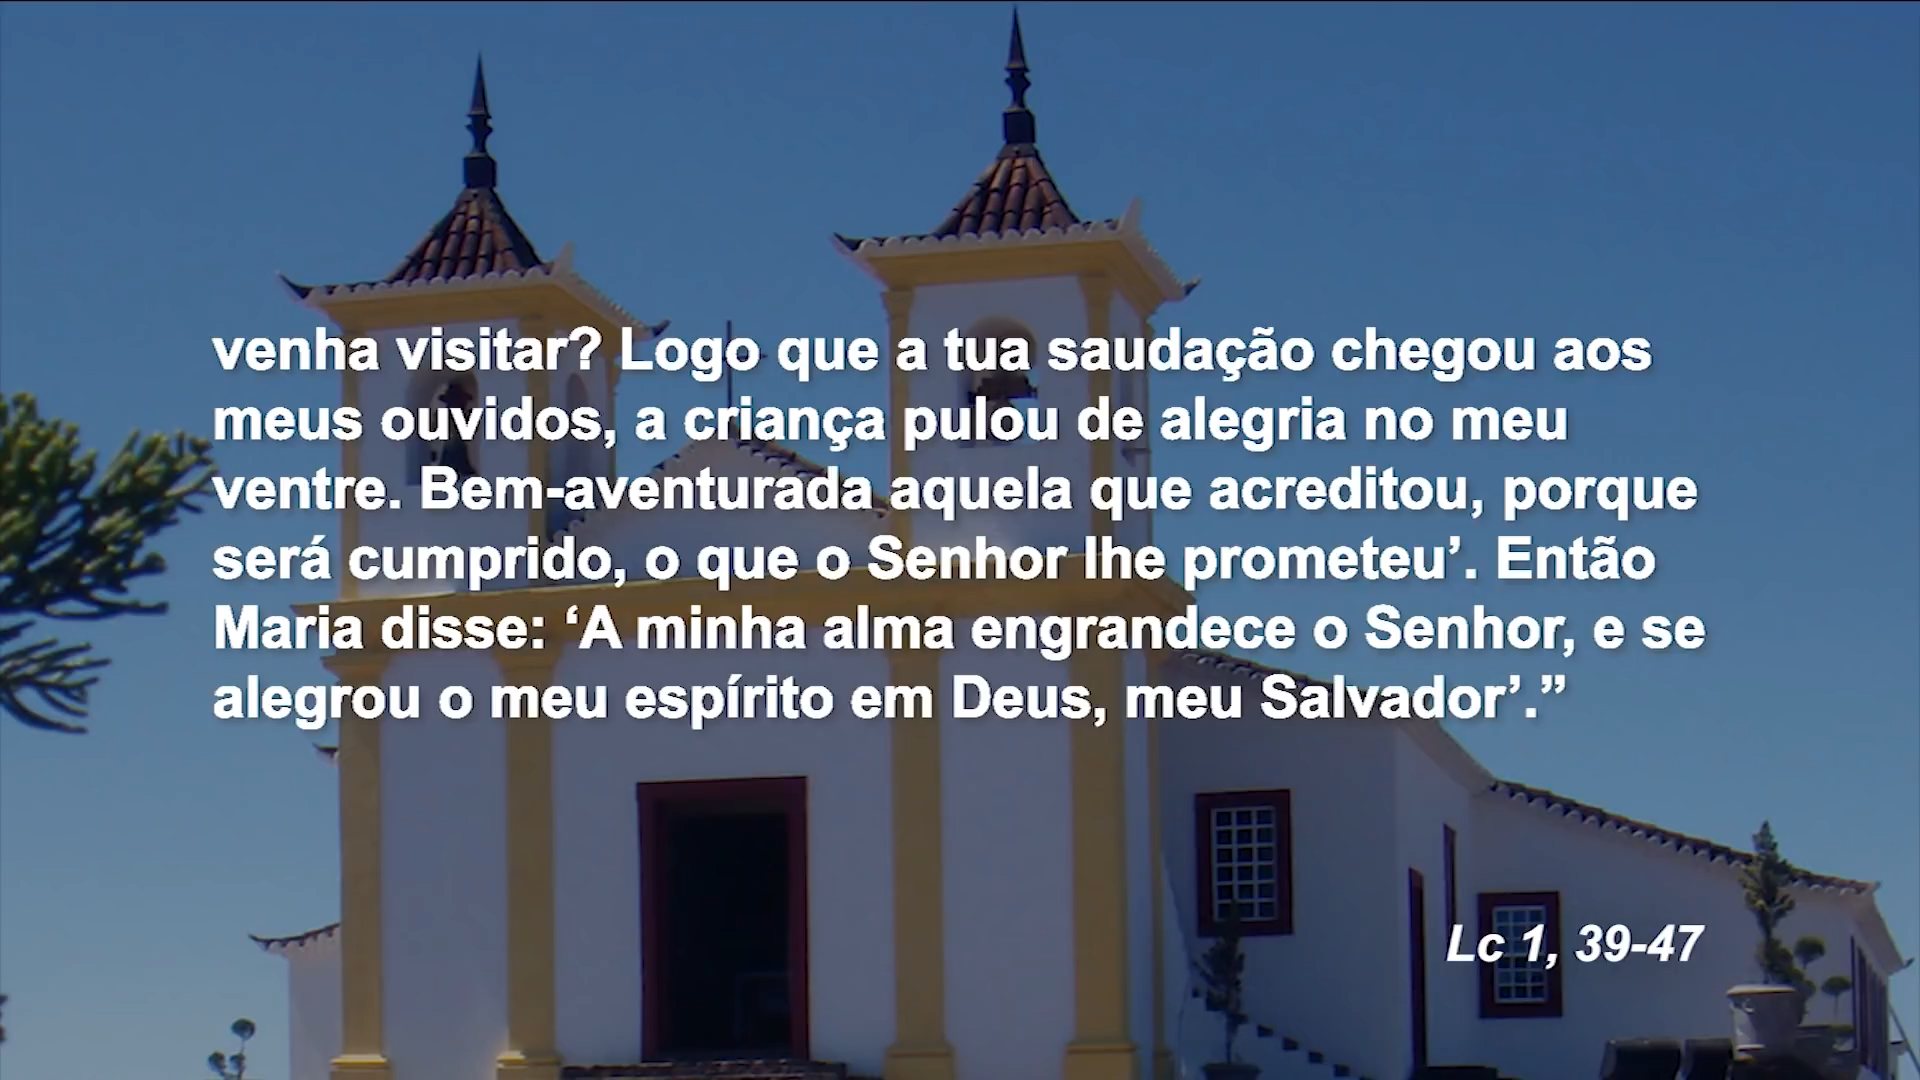 venha visitar? Logo que a tua saudação chegou aos
meus ouvidos, a criança pulou de alegria no meu
ventre. Bem-aventurada aquela que acreditou, porque
será cumprido, o que o Senhor lhe prometeu’. Então
Maria disse: ‘A minha alma engrandece o Senhor, e se
alegrou o meu espírito em Deus, meu Salvador’.”
Lc 1, 39-47